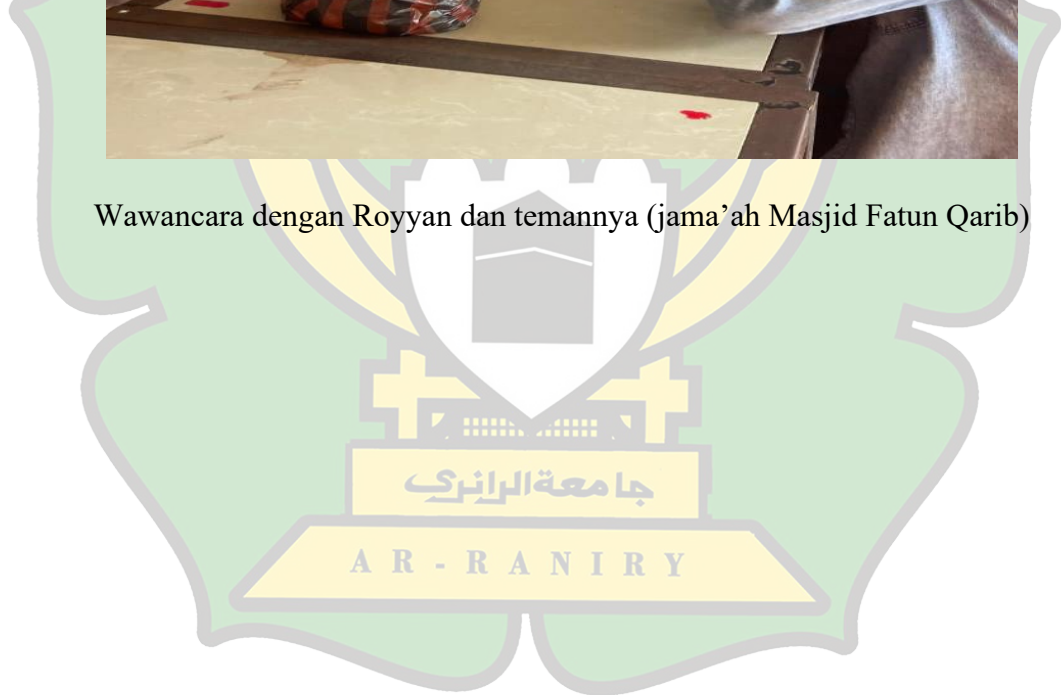 Wawancara dengan Royyan dan temannya (jama’ah Masjid Fatun Qarib)
جامعةالرانري
AR-RANIRY